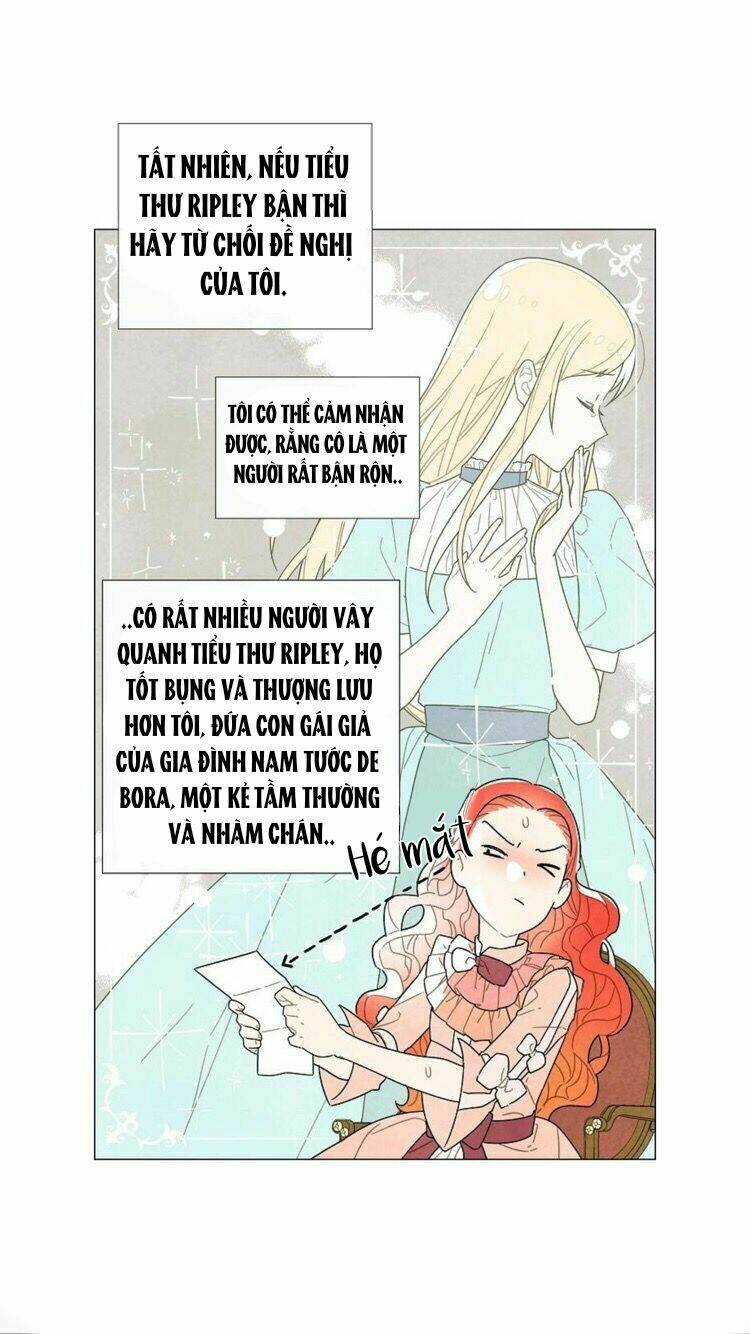 TẤT NHIÊN, NẾU TIỂU
THƯ RIPLEY BẬN THÌ
HÃY TỪ CHỐI ĐỀ NGHỊ
CỦA TÔI.
TÔI CÓ THỂ CẢM NHẬN
ĐƯỢC, RẰNG CÔ LÀ MỘT
NGƯỜI RẤT BẬN RỘN..
..CÓ RẤT NHIỀU NGƯỜI VÂY
QUANH TIỂU THƯ RIPLEY, HỌ
TỐT BỤNG VÀ THƯỢNG LƯU
HƠN TÔI, ĐỨA CON GÁI GIẢ
CỦA GIA ĐÌNH NAM TƯỚC DE
BORA, MỘT KẺ TẦM THƯỜNG
VÀ NHÀM CHÁN..
Hé mắt